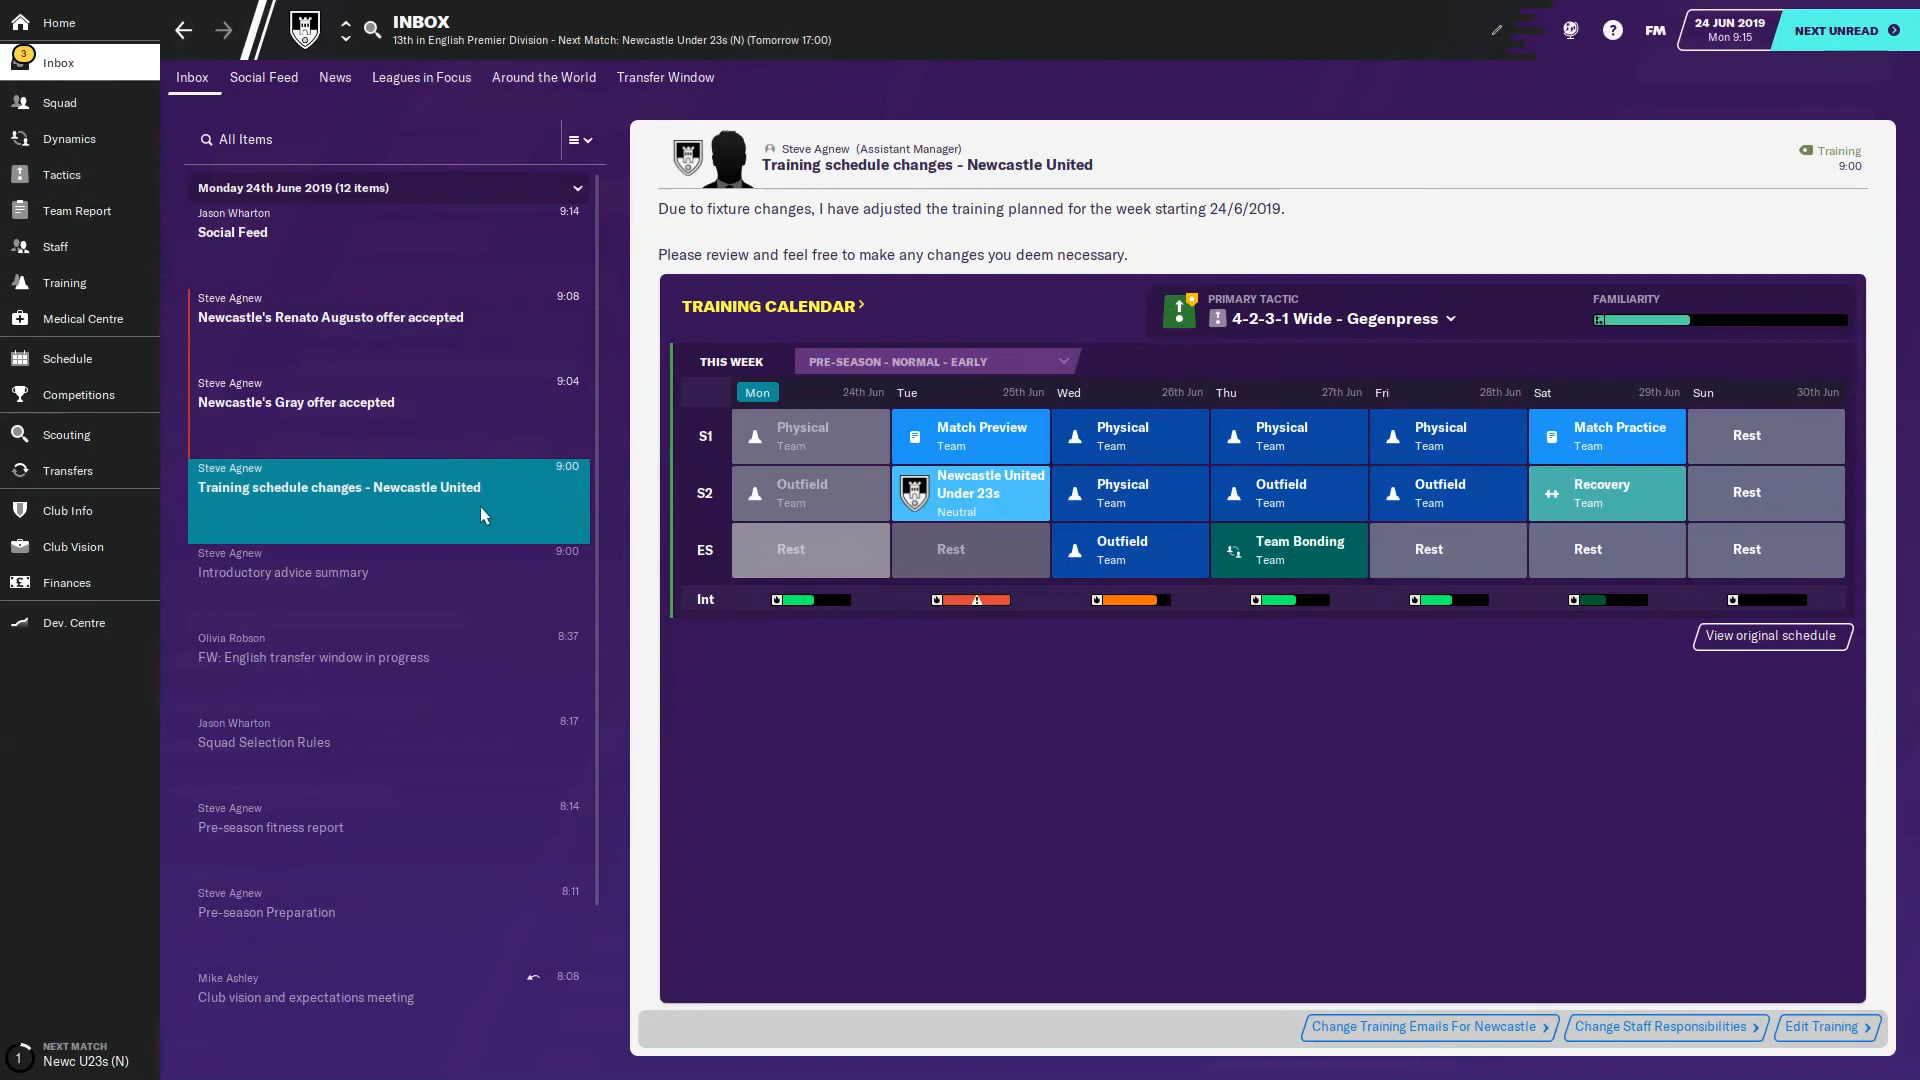 Home
3
Inbox
Squad
Dynamics
Tactics
Team Report
Staff
Training
Medical Centre
Schedule
Competitions
Scouting
Transfers
Club Info
Club Vision
Finances
Dev. Centre
1
NEXT MATCH
Newc U23s (N)
INBOX
13th in English Premier Division - Next Match: Newcastle Under 23s (N) (Tomorrow 17:00)
?
FM
24 JUN 2019
Mon 9:15
NEXT UNREAD
Inbox
Social Feed
News
Leagues in Focus
Around the World
Transfer Window
All Items
Monday 24th June 2019 (12 items)
Jason Wharton 9:14
Social Feed
Steve Agnew 9:08
Newcastle's Renato Augusto offer accepted
Steve Agnew 9:04
Newcastle's Gray offer accepted
Steve Agnew 9:00
Training schedule changes - Newcastle United
Steve Agnew 9:00
Introductory advice summary
Olivia Robson 8:37
FW: English transfer window in progress
Jason Wharton 8:17
Squad Selection Rules
Steve Agnew 8:14
Pre-season fitness report
Steve Agnew 8:11
Pre-season Preparation
Mike Ashley 8:08
Club vision and expectations meeting
Steve Agnew (Assistant Manager)
Training schedule changes - Newcastle United
Training
9:00
Due to fixture changes, I have adjusted the training planned for the week starting 24/6/2019.
Please review and feel free to make any changes you deem necessary.
TRAINING CALENDAR
PRIMARY TACTIC
4-2-3-1 Wide - Gegenpress
FAMILIARITY
THIS WEEK
PRE-SEASON - NORMAL - EARLY
Mon 24th Jun Tue 25th Jun Wed 26th Jun Thu 27th Jun Fri 28th Jun Sat 29th Jun Sun 30th Jun
S1
Physical
Team
Match Preview
Team
Physical
Team
Physical
Team
Physical
Team
Match Practice
Team
Rest
S2
Outfield
Team
Newcastle United
Under 23s
Neutral
Physical
Team
Outfield
Team
Outfield
Team
Recovery
Team
Rest
ES
Rest
Rest
Outfield
Team
Team Bonding
Team
Rest
Rest
Rest
Int
View original schedule
Change Training Emails For Newcastle
Change Staff Responsibilities
Edit Training